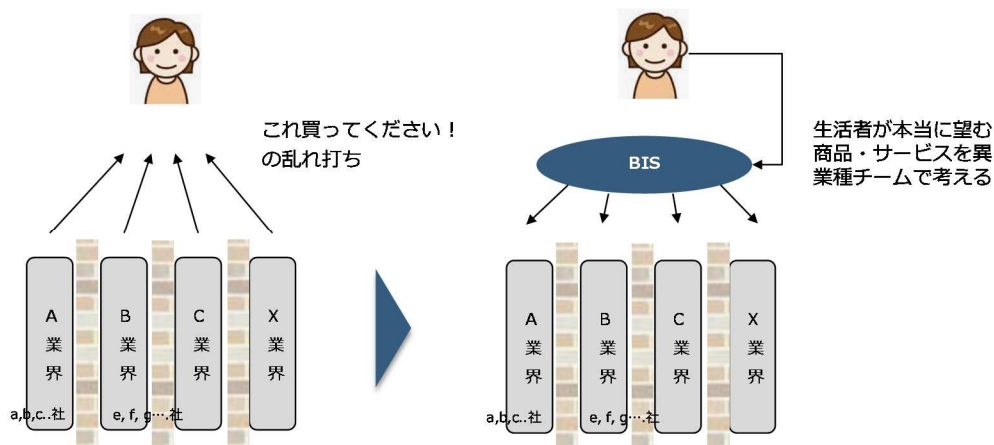 これ買ってください！
の乱れ打ち
A
業
界
B
業
界
C
業
界
X
業
界
a,b,c..社
e, f, g….社
BIS
生活者が本当に望む
商品・サービスを異
業種チームで考える
A
業
界
B
業
界
C
業
界
X
業
界
a,b,c..社
e, f, g….社